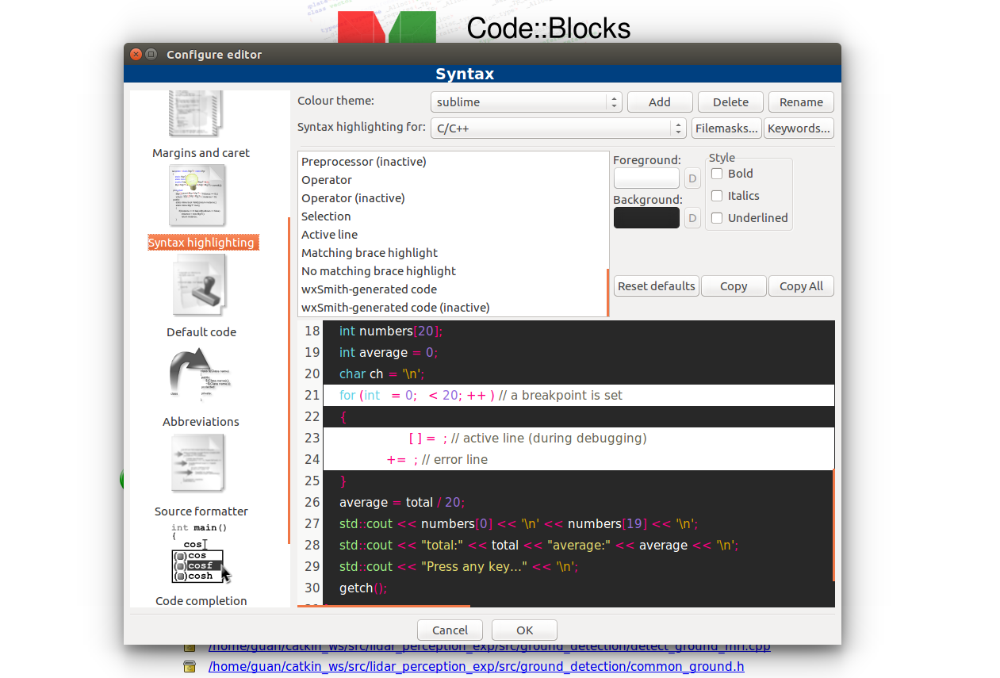 Code::Blocks
Configure editor
Syntax
Margins and caret
Syntax highlighting
Default code
Abbreviations
Source formatter
int main()
{
cos
cos
cosf
cosh
Code completion
Colour theme:
sublime
Add
Delete
Rename
Syntax highlighting for:
C/C++
Filemasks...
Keywords...
Preprocessor (inactive)
Operator
Operator (inactive)
Selection
Active line
Matching brace highlight
No matching brace highlight
wxSmith-generated code
wxSmith-generated code (inactive)
Foreground:
D
Background:
D
Style
Bold
Italics
Underlined
Reset defaults
Copy
Copy All
18 int numbers[20];
19 int average = 0;
20 char ch = '\n';
21 for (int = 0; < 20; ++ ) // a breakpoint is set
22 {
23 [ ] = ; // active line (during debugging)
24 += ; // error line
25 }
26 average = total / 20;
27 std::cout << numbers[0] << '\n' << numbers[19] << '\n';
28 std::cout << "total:" << total << "average:" << average << '\n';
29 std::cout << "Press any key..." << '\n';
30 getch();
Cancel
OK
/home/guan/catkin_ws/src/lidar_perception_exp/src/ground_detection/detect_ground_mrf.cpp
/home/guan/catkin_ws/src/lidar_perception_exp/src/ground_detection/common_ground.h